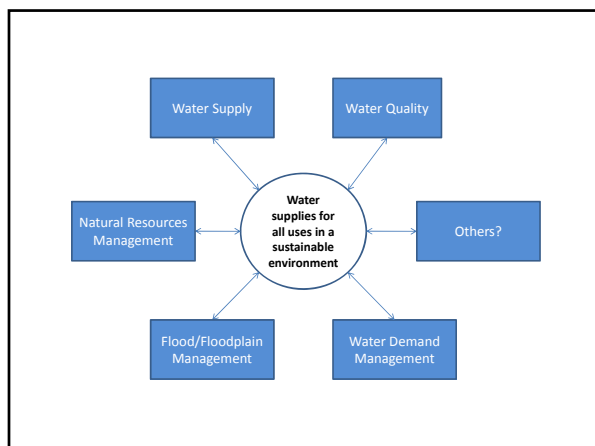 Water Supply
Water Quality
Natural Resources
Management
Water
supplies for
all uses in a
sustainable
environment
Others?
Flood/Floodplain
Management
Water Demand
Management